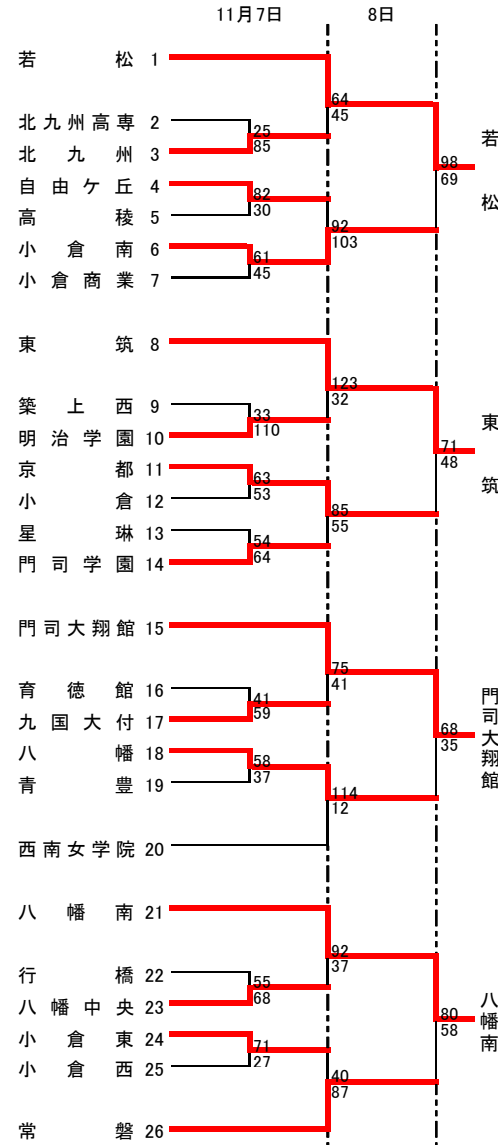 11月7日 8日
若松 1
64
45
北九州高専 2
25
85
北九州 3
若松
98
69
自由ケ丘 4
82
30
高稜 5
92
103
小倉南 6
61
45
小倉商業 7
東筑 8
123
32
築上西 9
33
110
明治学園 10
東筑
71
48
京都 11
63
53
小倉 12
85
55
星琳 13
54
64
門司学園 14
門司大翔館 15
75
41
育徳館 16
41
59
九国大付 17
門司大翔館
68
35
八幡 18
58
37
青豊 19
114
12
西南女学院 20
八幡南 21
92
37
行橋 22
55
68
八幡中央 23
八幡南
80
58
小倉東 24
71
27
小倉西 25
40
87
常磐 26